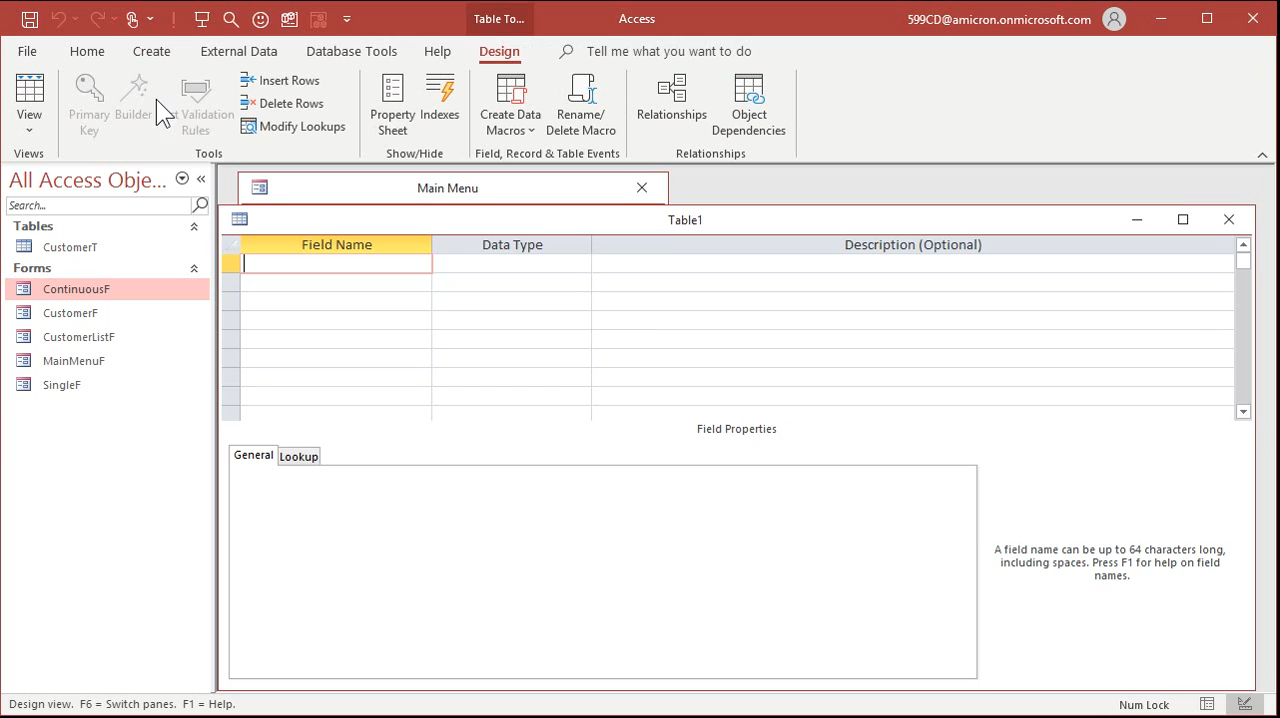 Table To...
Access
599CD@amicron.onmicrosoft.com
File
Home
Create
External Data
Database Tools
Help
Design
Tell me what you want to do
View
Primary Key
Builder
t Validation Rules
Insert Rows
Delete Rows
Modify Lookups
Property Sheet
Indexes
Create Data Macros
Rename/ Delete Macro
Relationships
Object Dependencies
Views
Tools
Show/Hide
Field, Record & Table Events
Relationships
All Access Obje...
Search...
Tables
CustomerT
Forms
ContinuousF
CustomerF
CustomerListF
MainMenuF
SingleF
Main Menu
Table1
Field Name
Data Type
Description (Optional)
Field Properties
General
Lookup
A field name can be up to 64 characters long,
including spaces. Press F1 for help on field
names.
Design view. F6 = Switch panes. F1 = Help.
Num Lock